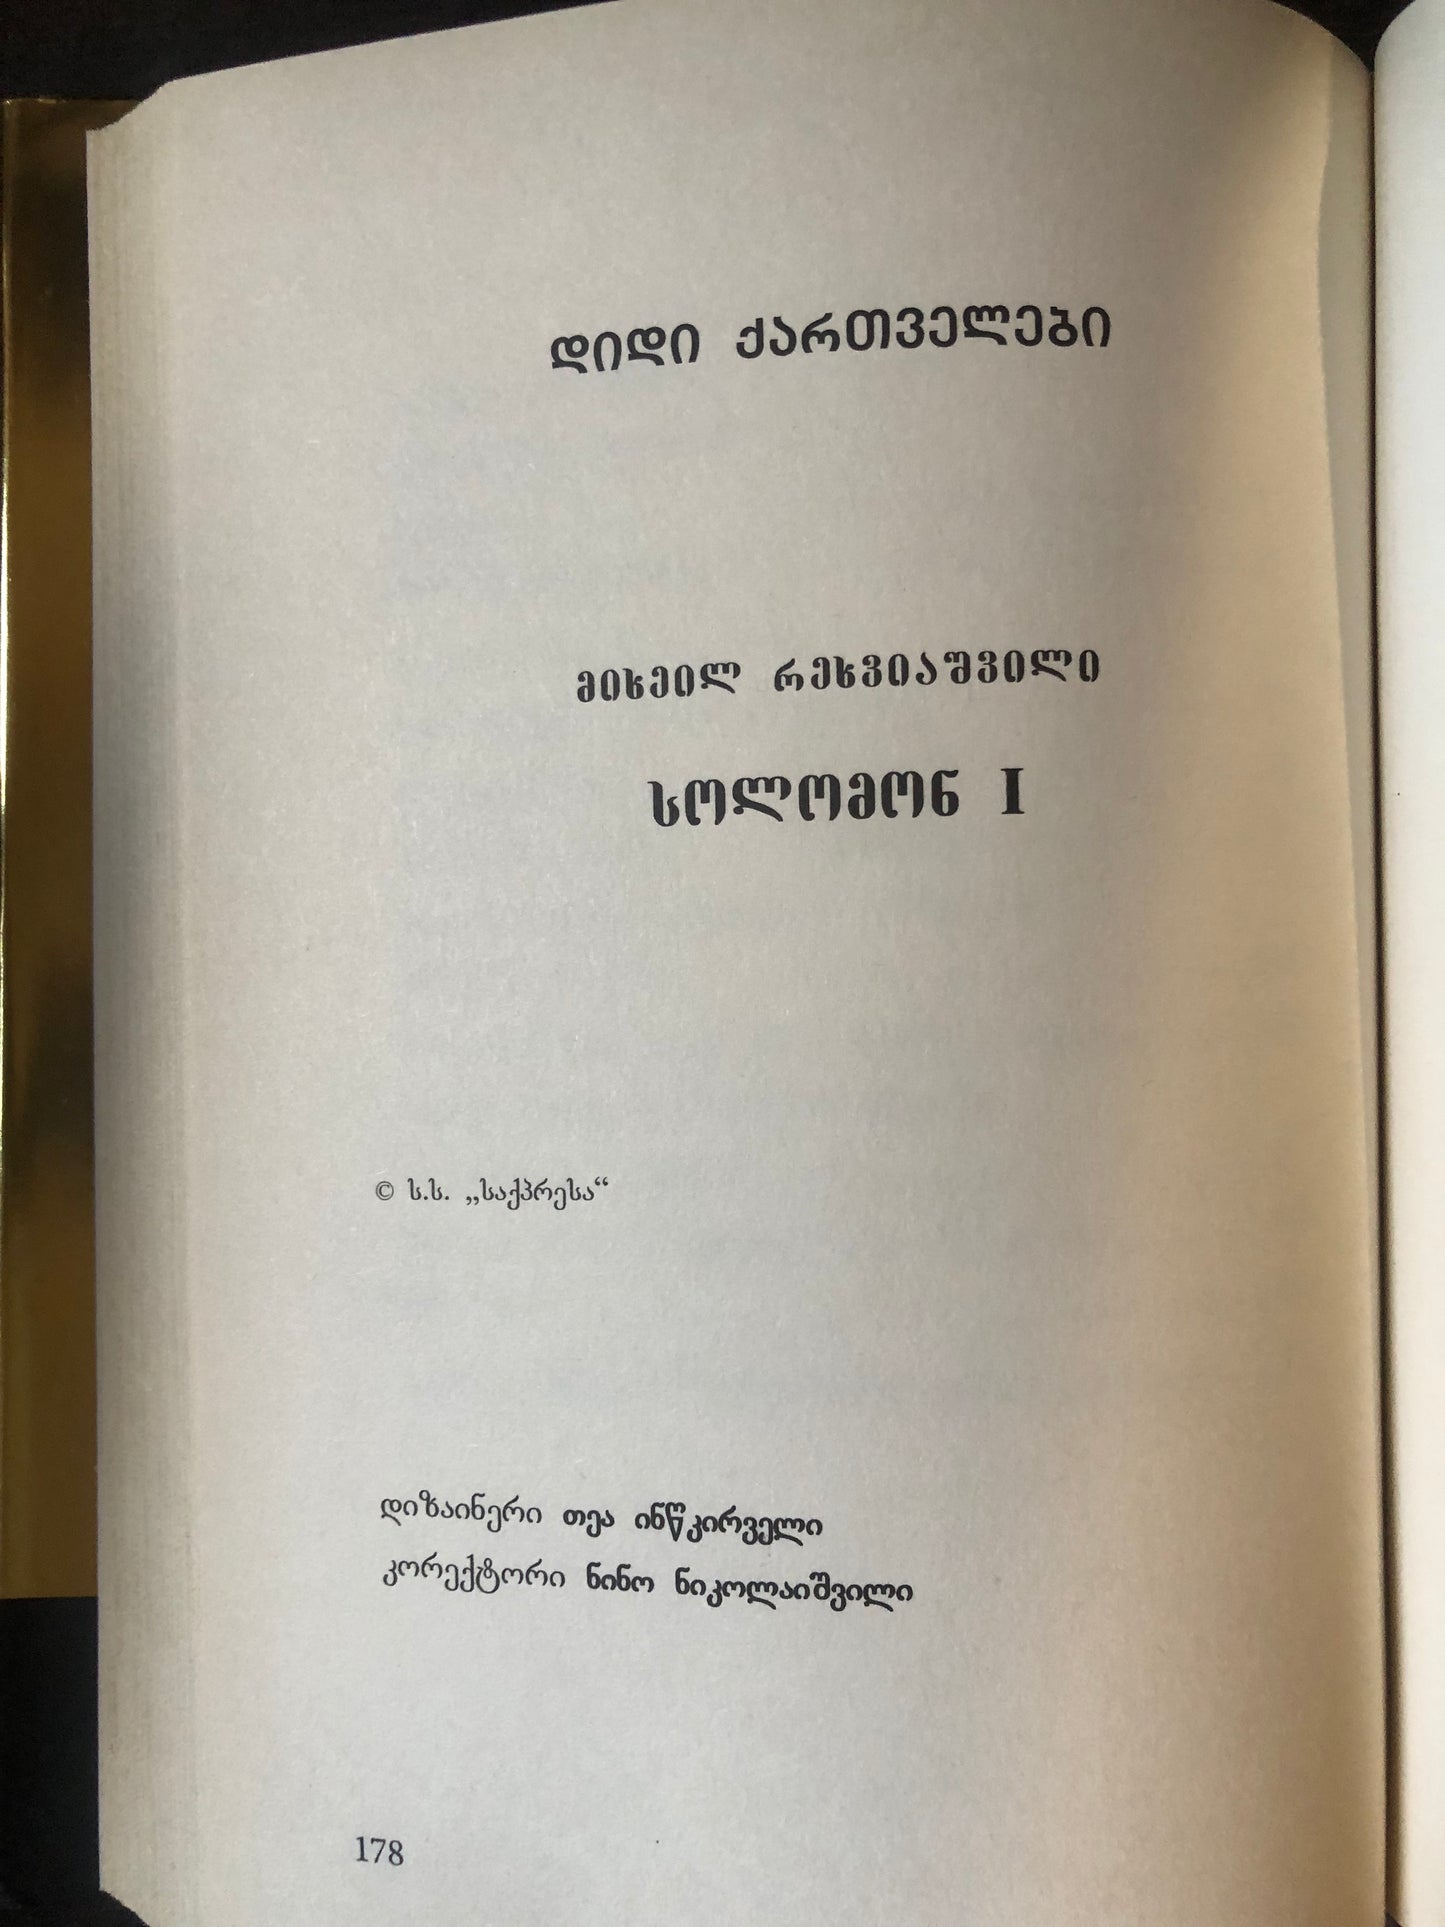 დიდი ქართველები
მიხეილ რეხვიაშვილი
სოლომონ I
© ს.ს. „საქპრესა“
დიზაინერი თეა ინწკირველი
კორექტორი ნინო ნიკოლაიშვილი
178